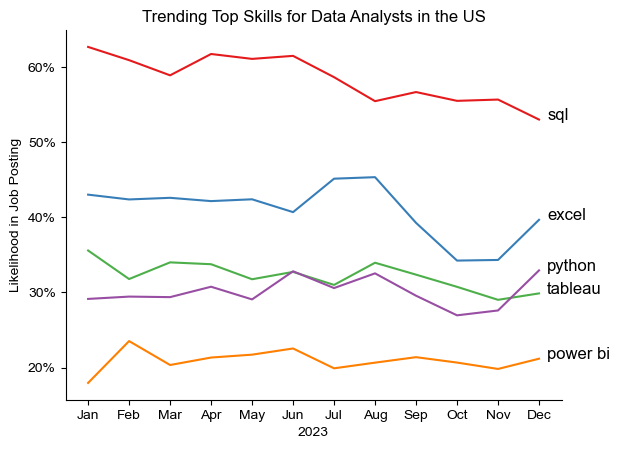 Trending Top Skills for Data Analysts in the US
Likelihood in Job Posting
60%
50%
40%
30%
20%
sql
excel
python
tableau
power bi
Jan Feb Mar Apr May Jun Jul Aug Sep Oct Nov Dec
2023